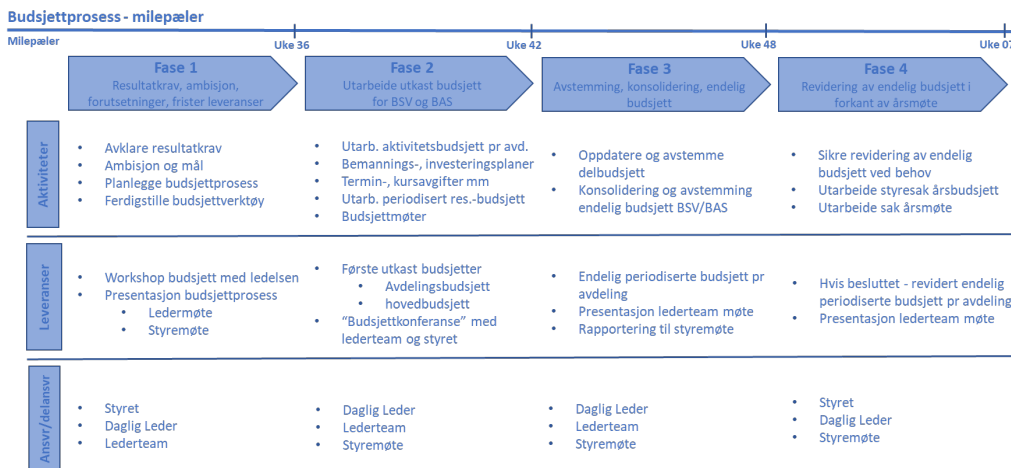 Budsjettprosess - milepæler
Milepæler
Uke 36
Uke 42
Uke 48
Uke 07
Fase 1
Resultatkrav, ambisjon,
forutsetninger, frister leveranser
Fase 2
Utarbeide utkast budsjett
for BSV og BAS
Fase 3
Avstemming, konsolidering, endelig
budsjett
Fase 4
Revidering av endelig budsjett i
forkant av årsmøte
Aktiviteter
• Avklare resultatkrav
• Ambisjon og mål
• Planlegge budsjettprosess
• Ferdigstille budsjettverktøy
• Utarb. aktivitetsbudsjett pr avd.
• Bemannings-, investeringsplaner
• Termin-, kursavgifter mm
• Utarb. periodisert res.-budsjett
• Budsjettmøter
• Oppdatere og avstemme
delbudsjett
• Konsolidering og avstemming
endelig budsjett BSV/BAS
• Sikre revidering av endelig
budsjett ved behov
• Utarbeide styresak årsbudsjett
• Utarbeide sak årsmøte
Leveranser
• Workshop budsjett med ledelsen
• Presentasjon budsjettprosess
• Ledermøte
• Styremøte
• Første utkast budsjetter
• Avdelingsbudsjett
• hovedbudsjett
• “Budsjettkonferanse” med
lederteam og styret
• Endelig periodiserte budsjett pr
avdeling
• Presentasjon lederteam møte
• Rapportering til styremøte
• Hvis besluttet - revidert endelig
periodiserte budsjett pr avdeling
• Presentasjon lederteam møte
Ansvr/delansvr
• Styret
• Daglig Leder
• Lederteam
• Daglig Leder
• Lederteam
• Styremøte
• Daglig Leder
• Lederteam
• Styremøte
• Styret
• Daglig Leder
• Styremøte